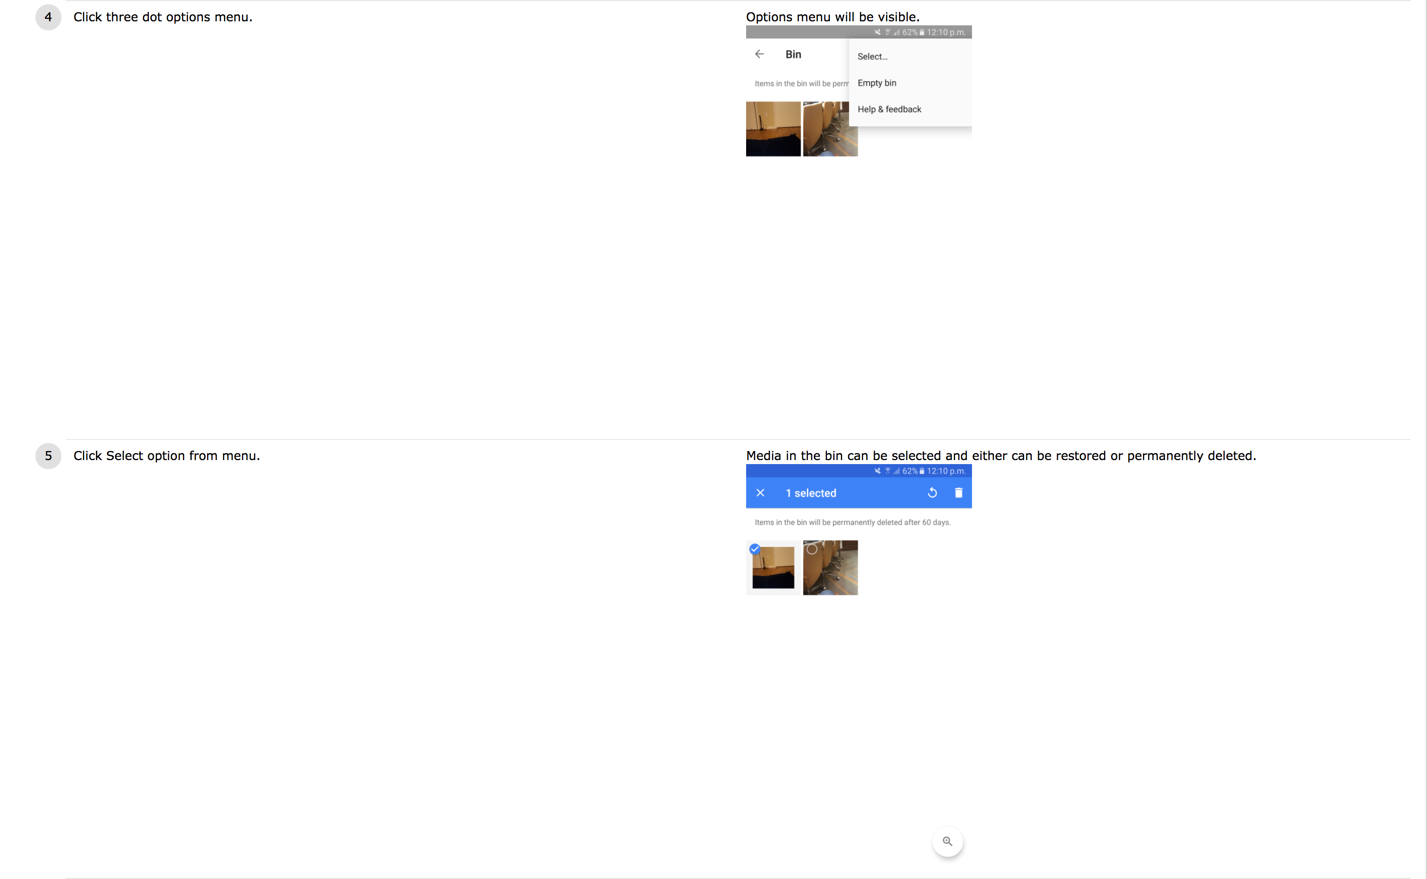 4
Click three dot options menu.
Options menu will be visible.
62% 12:10 p.m.
Bin
Select...
Items in the bin will be perm
Empty bin
Help & feedback
5
Click Select option from menu.
Media in the bin can be selected and either can be restored or permanently deleted.
62% 12:10 p.m.
1 selected
Items in the bin will be permanently deleted after 60 days.